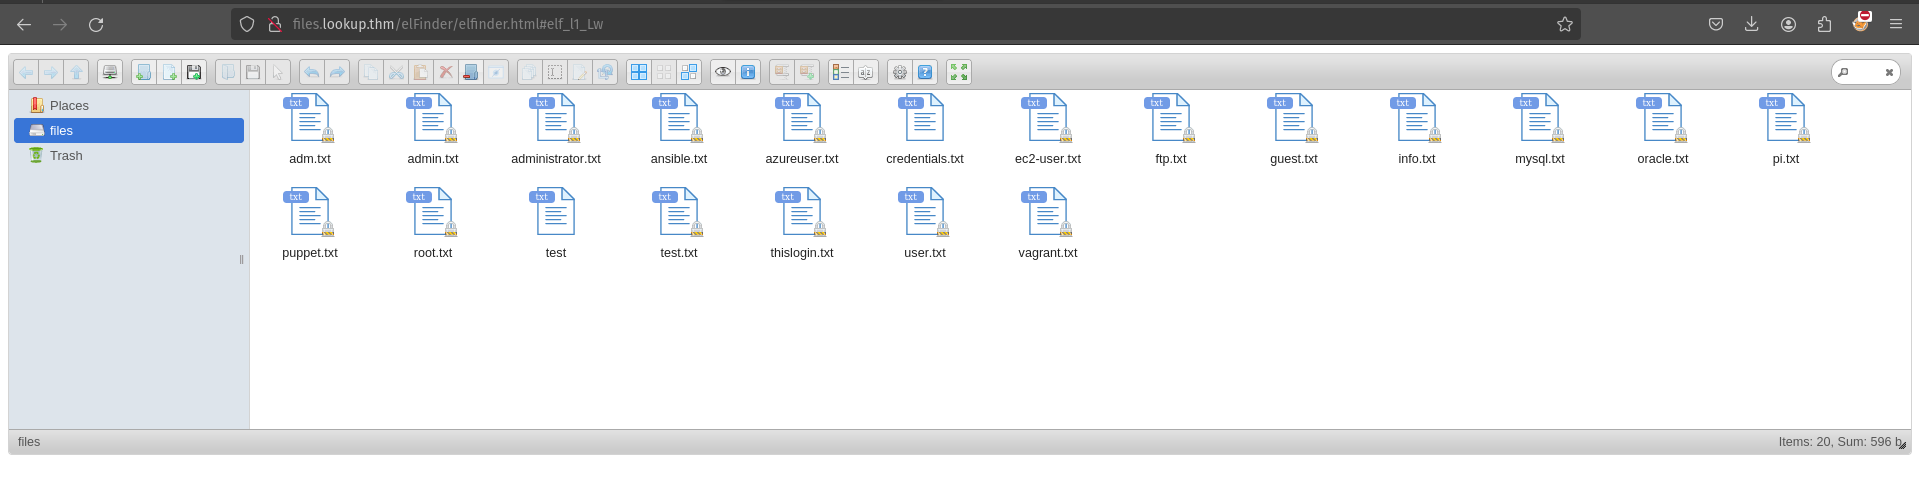 files.lookup.thm/elFinder/elfinder.html#elf_l1_Lw
Places
files
Trash
txt txt txt txt txt txt txt txt txt txt txt txt txt
adm.txt admin.txt administrator.txt ansible.txt azureuser.txt credentials.txt ec2-user.txt ftp.txt guest.txt info.txt mysql.txt oracle.txt pi.txt
txt txt txt txt txt txt txt
puppet.txt root.txt test test.txt thislogin.txt user.txt vagrant.txt
files
Items: 20, Sum: 596 b